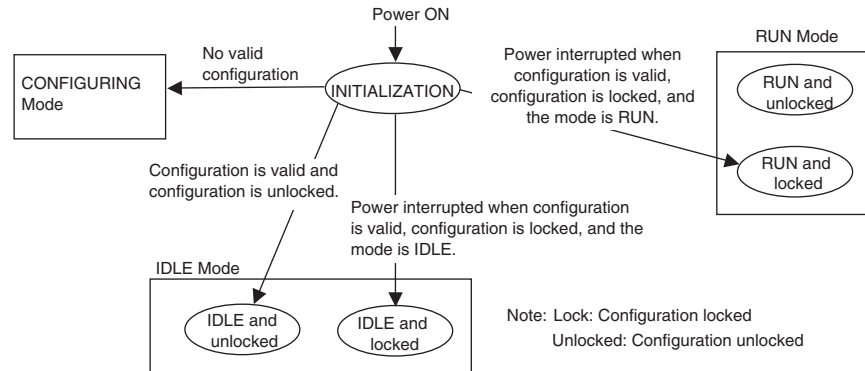 Power ON
RUN Mode
No valid
configuration
CONFIGURING
Mode
INITIALIZATION
Power interrupted when
configuration is valid,
configuration is locked, and
the mode is RUN.
RUN and
unlocked
RUN and
locked
Configuration is valid and
configuration is unlocked.
Power interrupted when configuration
is valid, configuration is locked, and the
mode is IDLE.
IDLE Mode
IDLE and
unlocked
IDLE and
locked
Note: Lock: Configuration locked
Unlocked: Configuration unlocked